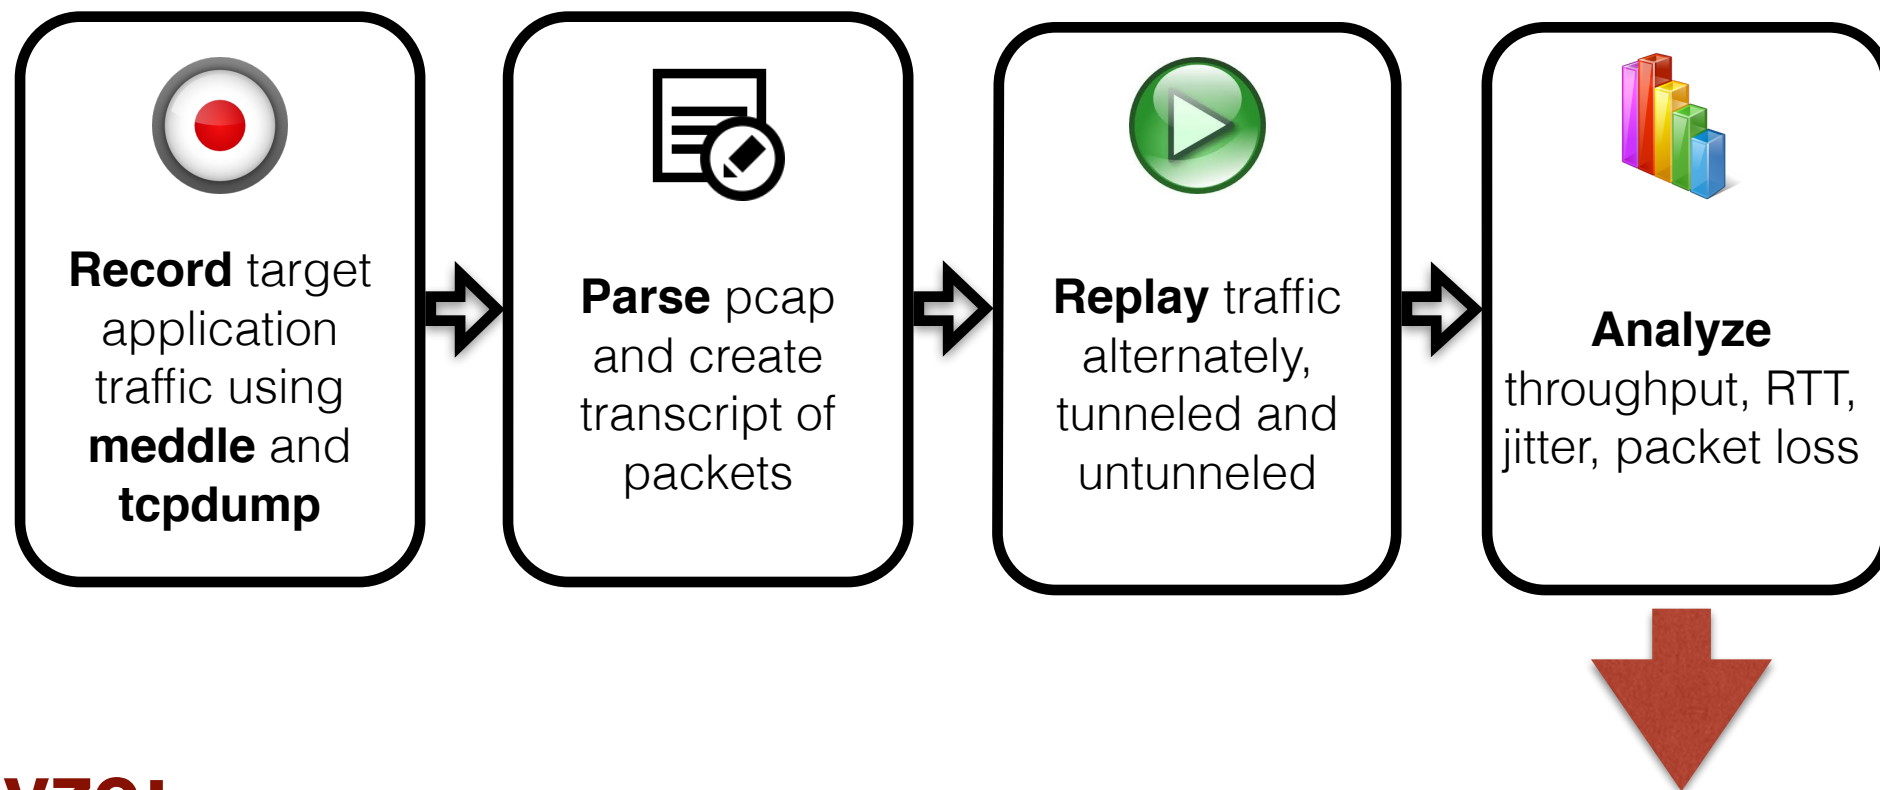 Record target
application
traffic using
meddle and
tcpdump
Parse pcap
and create
transcript of
packets
Replay traffic
alternately,
tunneled and
untunneled
Analyze
throughput, RTT,
jitter, packet loss